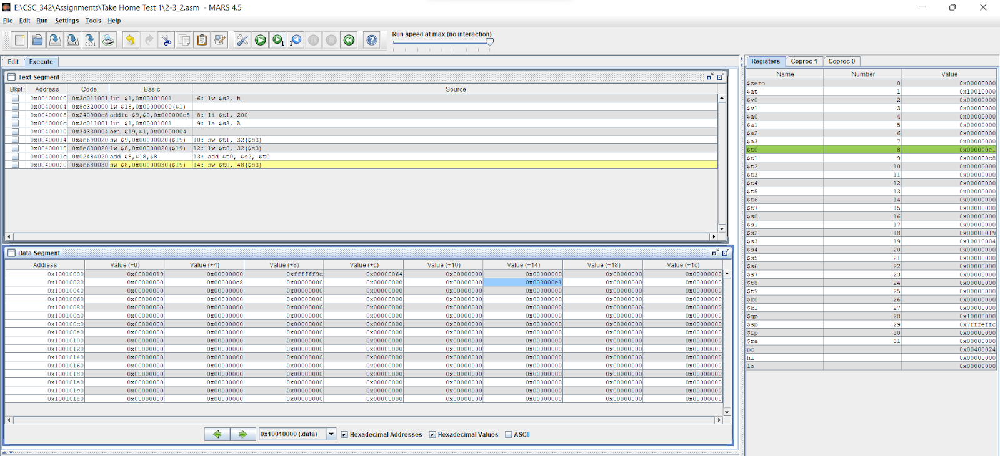 E:\CSC_342\Assignments\Take Home Test 1\2-3_2.asm - MARS 4.5
File Edit Run Settings Tools Help
Run speed at max (no interaction)
Edit Execute
Text Segment
Bkpt Address Code Basic Source
0x00400000 0x3c011001 lui $1,0x00001001 6: lw $s2, h
0x00400004 0x8c320000 lw $18,0x00000000($1)
0x00400008 0x240900c8 addiu $9,$0,0x000000c8 8: li $t1, 200
0x0040000c 0x3c011001 lui $1,0x00001001 9: la $s3, A
0x00400010 0x34330004 ori $19,$1,0x00000004
0x00400014 0xae690020 sw $9,0x00000020($19) 10: sw $t1, 32($s3)
0x00400018 0x8e680020 lw $8,0x00000020($19) 12: lw $t0, 32($s3)
0x0040001c 0x02484020 add $8,$18,$8 13: add $t0, $s2, $t0
0x00400020 0xae680030 sw $8,0x00000030($19) 14: sw $t0, 48($s3)
Data Segment
Address Value (+0) Value (+4) Value (+8) Value (+c) Value (+10) Value (+14) Value (+18) Value (+1c)
0x10010000 0x00000019 0x00000000 0xffffff9c 0x00000064 0x00000000 0x00000000 0x00000000 0x00000000
0x10010020 0x00000000 0x000000c8 0x00000000 0x00000000 0x00000000 0x000000e1 0x00000000 0x00000000
0x10010040 0x00000000 0x00000000 0x00000000 0x00000000 0x00000000 0x00000000 0x00000000 0x00000000
0x10010060 0x00000000 0x00000000 0x00000000 0x00000000 0x00000000 0x00000000 0x00000000 0x00000000
0x10010080 0x00000000 0x00000000 0x00000000 0x00000000 0x00000000 0x00000000 0x00000000 0x00000000
0x100100a0 0x00000000 0x00000000 0x00000000 0x00000000 0x00000000 0x00000000 0x00000000 0x00000000
0x100100c0 0x00000000 0x00000000 0x00000000 0x00000000 0x00000000 0x00000000 0x00000000 0x00000000
0x100100e0 0x00000000 0x00000000 0x00000000 0x00000000 0x00000000 0x00000000 0x00000000 0x00000000
0x10010100 0x00000000 0x00000000 0x00000000 0x00000000 0x00000000 0x00000000 0x00000000 0x00000000
0x10010120 0x00000000 0x00000000 0x00000000 0x00000000 0x00000000 0x00000000 0x00000000 0x00000000
0x10010140 0x00000000 0x00000000 0x00000000 0x00000000 0x00000000 0x00000000 0x00000000 0x00000000
0x10010160 0x00000000 0x00000000 0x00000000 0x00000000 0x00000000 0x00000000 0x00000000 0x00000000
0x10010180 0x00000000 0x00000000 0x00000000 0x00000000 0x00000000 0x00000000 0x00000000 0x00000000
0x100101a0 0x00000000 0x00000000 0x00000000 0x00000000 0x00000000 0x00000000 0x00000000 0x00000000
0x100101c0 0x00000000 0x00000000 0x00000000 0x00000000 0x00000000 0x00000000 0x00000000 0x00000000
0x100101e0 0x00000000 0x00000000 0x00000000 0x00000000 0x00000000 0x00000000 0x00000000 0x00000000
0x10010000 (.data) Hexadecimal Addresses Hexadecimal Values ASCII
Registers Coproc 1 Coproc 0
Name Number Value
$zero 0 0x00000000
$at 1 0x10010000
$v0 2 0x00000000
$v1 3 0x00000000
$a0 4 0x00000000
$a1 5 0x00000000
$a2 6 0x00000000
$a3 7 0x00000000
$t0 8 0x000000e1
$t1 9 0x000000c8
$t2 10 0x00000000
$t3 11 0x00000000
$t4 12 0x00000000
$t5 13 0x00000000
$t6 14 0x00000000
$t7 15 0x00000000
$s0 16 0x00000000
$s1 17 0x00000000
$s2 18 0x00000019
$s3 19 0x10010004
$s4 20 0x00000000
$s5 21 0x00000000
$s6 22 0x00000000
$s7 23 0x00000000
$t8 24 0x00000000
$t9 25 0x00000000
$k0 26 0x00000000
$k1 27 0x00000000
$gp 28 0x10008000
$sp 29 0x7fffeffc
$fp 30 0x00000000
$ra 31 0x00000000
pc 0x00400024
hi 0x00000000
lo 0x00000000